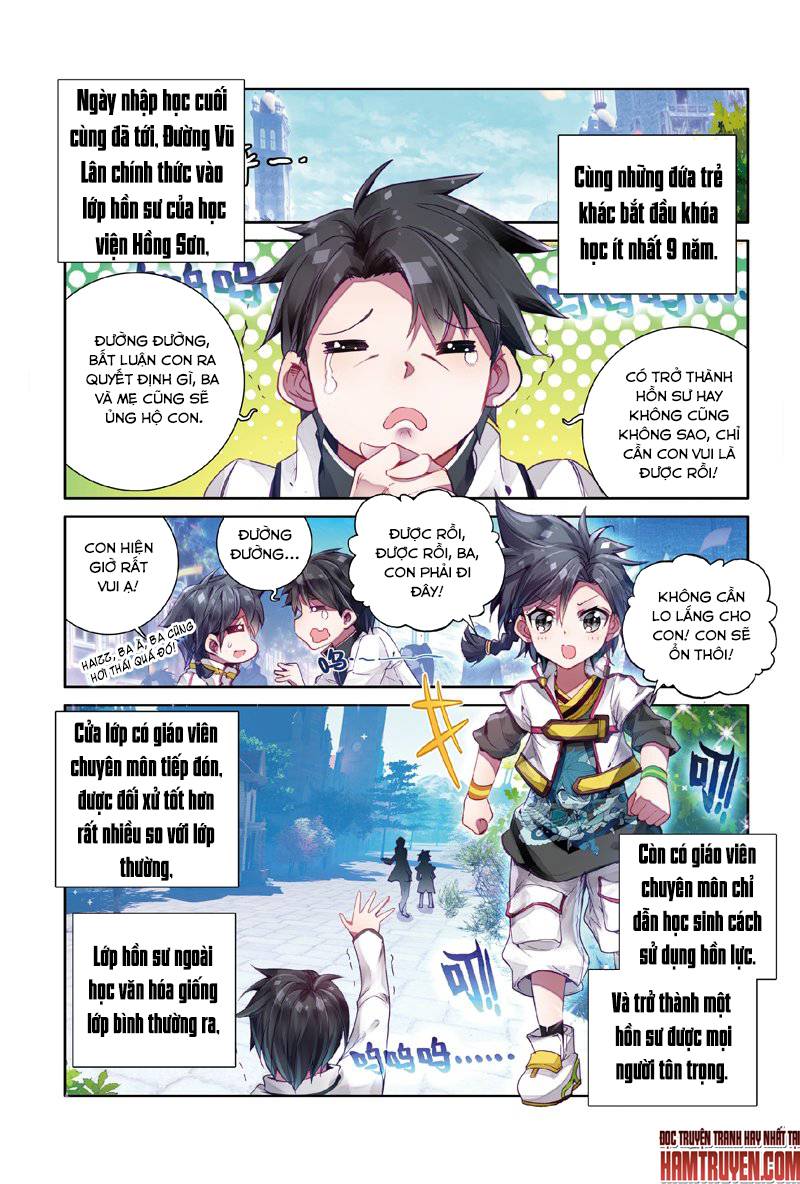 Ngày nhập học cuối
cùng đã tới, Đường Vũ
Lân chính thức vào
lớp hồn sư của học
viện Hồng Sơn.
Cùng những đứa trẻ
khác bắt đầu khóa
học ít nhất 9 năm.
ĐƯỜNG ĐƯỜNG,
BẤT LUẬN CON RA
QUYẾT ĐỊNH GÌ, BA
VÀ MẸ CŨNG SẼ
ỦNG HỘ CON.
CÓ TRỞ THÀNH
HỒN SƯ HAY
KHÔNG CŨNG
KHÔNG SAO, CHỈ
CẦN CON VUI LÀ
ĐƯỢC RỒI!
CON HIỆN
GIỜ RẤT
VUI Ạ!
HAIZZ, BA À, BA CŨNG
HƠI THÁI QUÁ ĐÓ!
ĐƯỜNG
ĐƯỜNG...
ĐƯỢC RỒI,
ĐƯỢC RỒI, BA,
CON PHẢI ĐI
ĐÂY!
KHÔNG CẦN
LO LẮNG CHO
CON! CON SẼ
ỔN THÔI!
呜
Cửa lớp có giáo viên
chuyên môn tiếp đón,
được đối xử tốt hơn
rất nhiều so với lớp
thường.
叮!!
Còn có giáo viên
chuyên môn chỉ
dẫn học sinh cách
sử dụng hồn lực.
Lớp hồn sư ngoài
học văn hóa giống
lớp bình thường ra,
叮!!
呜呜呜......
Và trở thành một
hồn sư được mọi
người tôn trọng.
ĐỌC TRUYỆN TRANH HAY NHẤT TẠI
HAMTRUYEN.COM